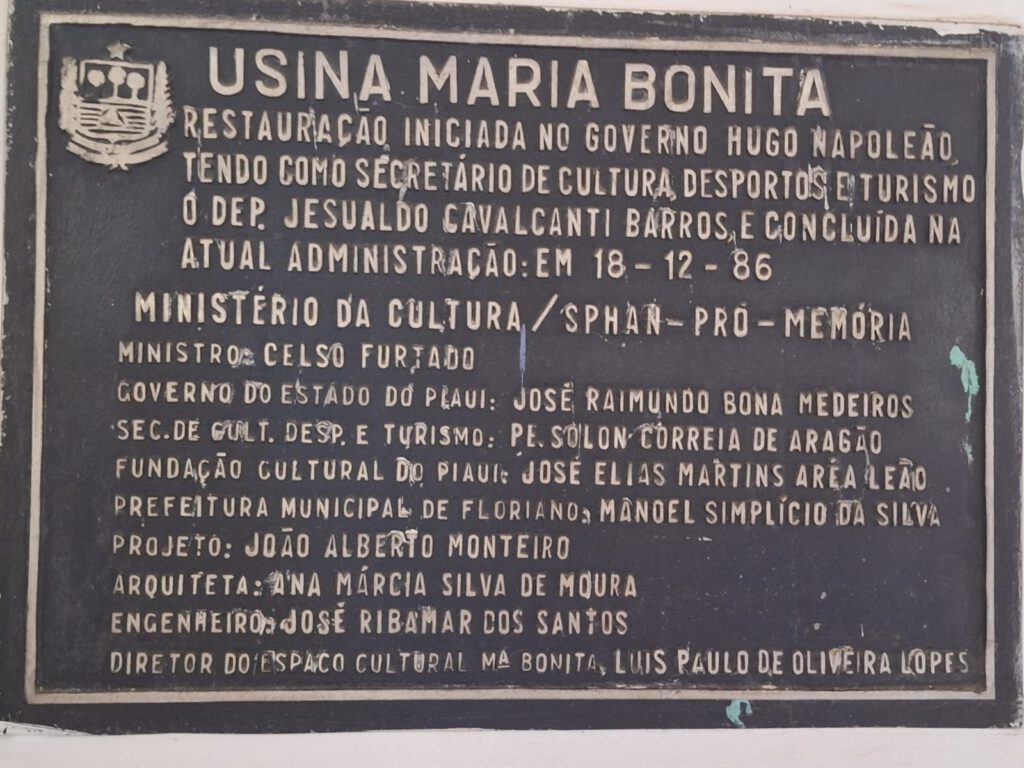 USINA MARIA BONITA
RESTAURAÇÃO INICIADA NO GOVERNO HUGO NAPOLEÃO,
TENDO COMO SECRETÁRIO DE CULTURA, DESPORTOS E TURISMO
O DEP. JESUALDO CAVALCANTI BARROS, E CONCLUÍDA NA
ATUAL ADMINISTRAÇÃO: EM 18-12-86
MINISTÉRIO DA CULTURA/SPHAN-PRÓ-MEMÓRIA
MINISTRO: CELSO FURTADO
GOVERNO DO ESTADO DO PIAUI: JOSÉ RAIMUNDO BONA MEDEIROS
SEC. DE CULT. DESP. E TURISMO: PE. SOLON CORREIA DE ARAGÃO
FUNDAÇÃO CULTURAL DO PIAUI: JOSÉ ELIAS MARTINS ARÊA LEÃO
PREFEITURA MUNICIPAL DE FLORIANO: MANOEL SIMPLÍCIO DA SILVA
PROJETO: JOÃO ALBERTO MONTEIRO
ARQUITETA: ANA MÁRCIA SILVA DE MOURA
ENGENHEIRO: JOSÉ RIBAMAR DOS SANTOS
DIRETOR DO ESPACO CULTURAL Mª BONITA, LUIS PAULO DE OLIVEIRA LOPES